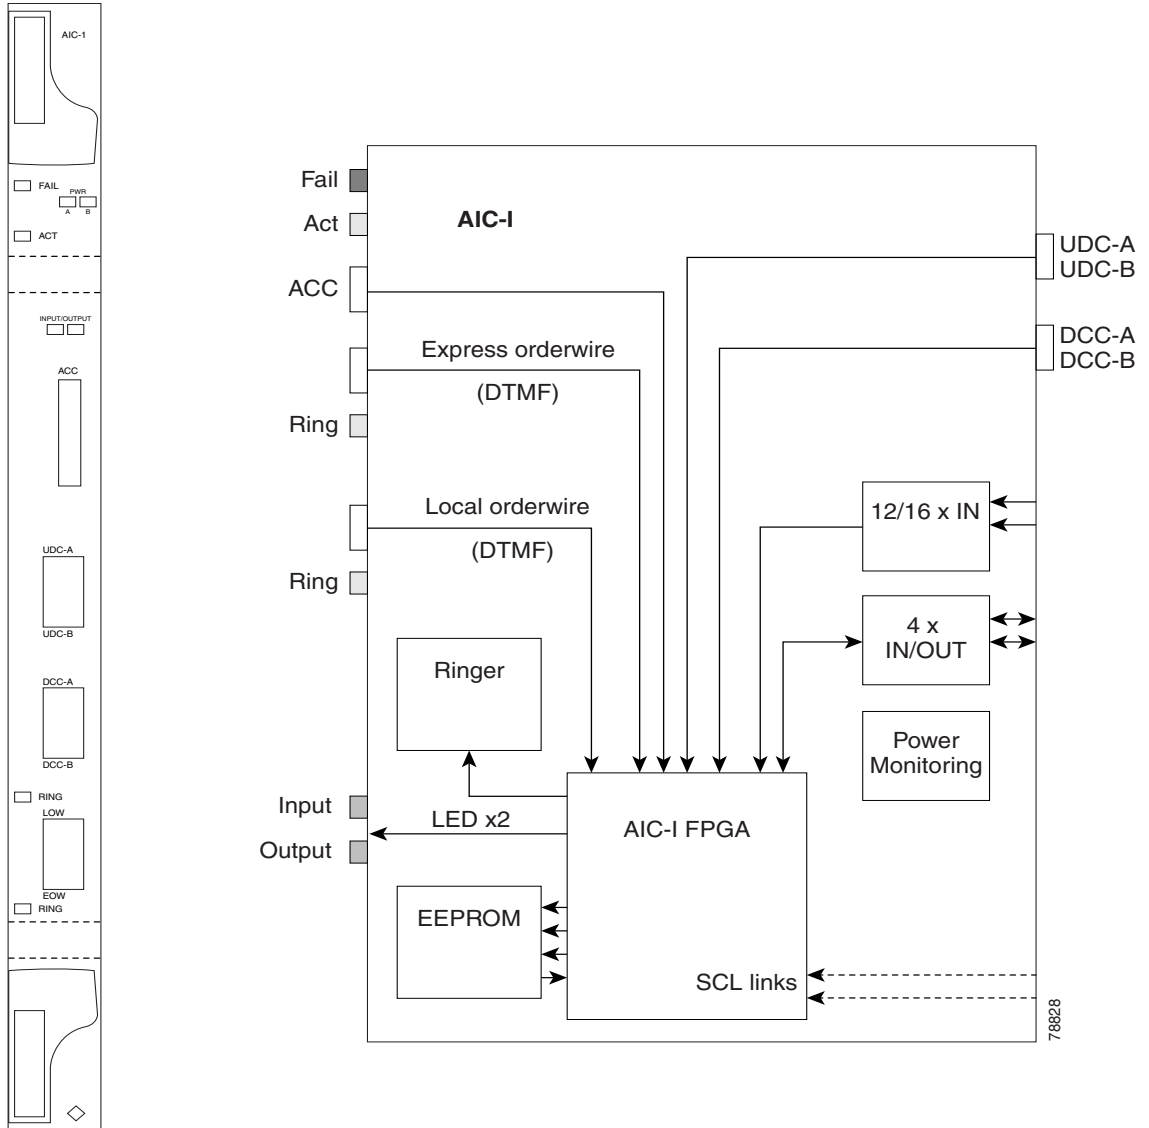 AIC-1
FAIL
PWR
A B
ACT
INPUT/OUTPUT
ACC
UDC-A
UDC-B
DCC-A
DCC-B
RING
LOW
EOW
RING
Fail
Act
ACC
Ring
Ring
Input
Output
AIC-I
Express orderwire
(DTMF)
Local orderwire
(DTMF)
Ringer
LED x2
EEPROM
AIC-I FPGA
SCL links
UDC-A
UDC-B
DCC-A
DCC-B
12/16 x IN
4 x
IN/OUT
Power
Monitoring
78828